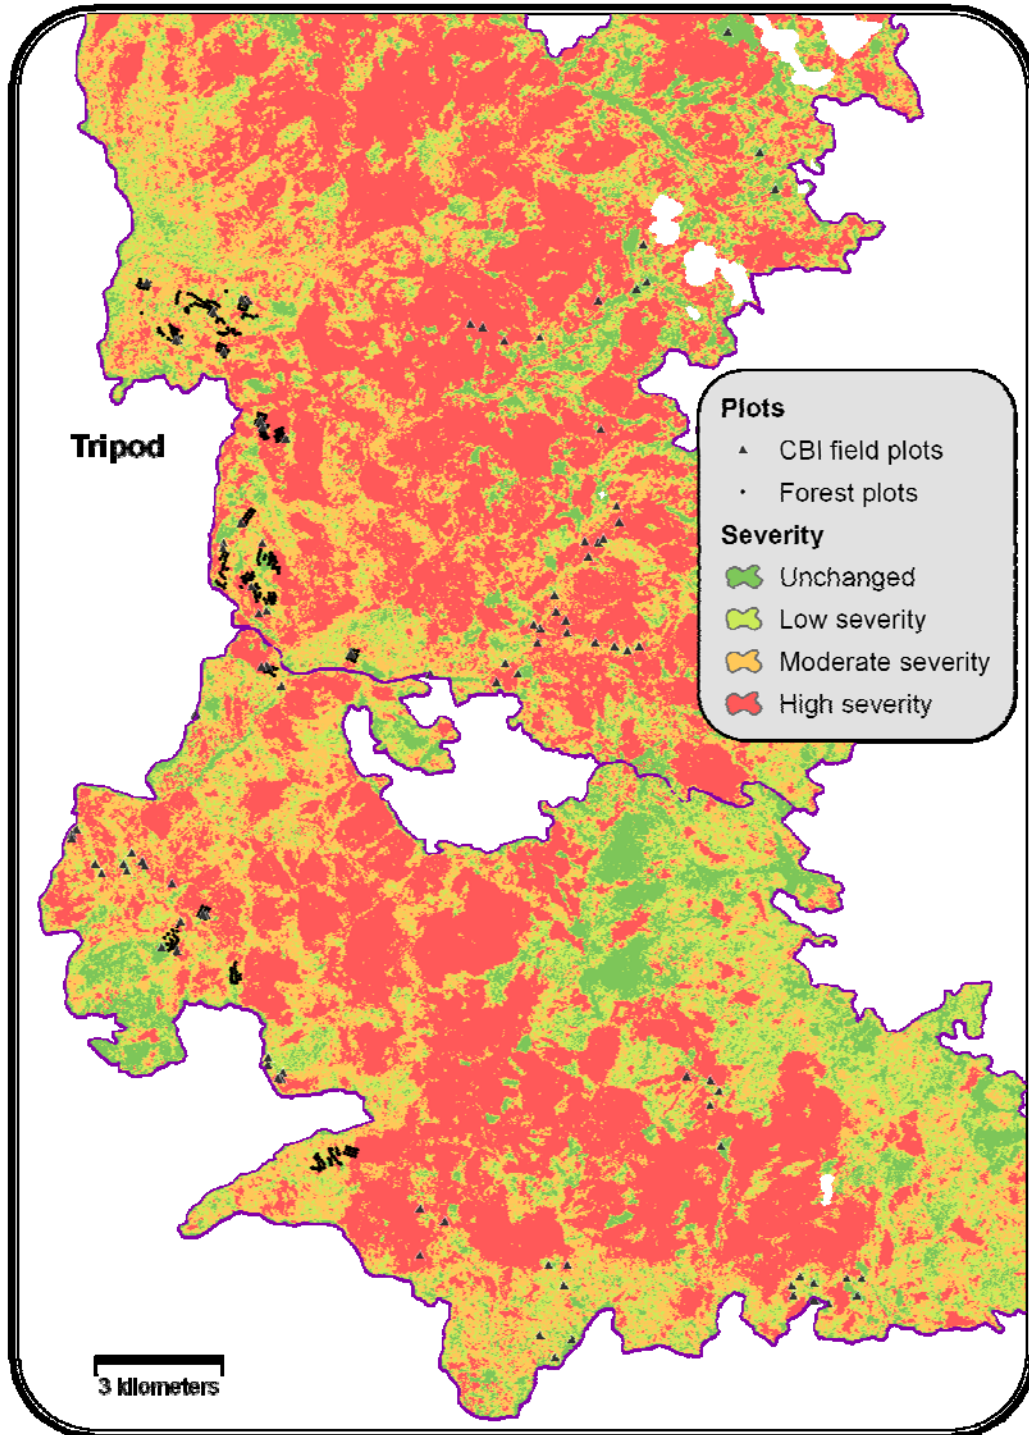 Tripod
Plots
CBI field plots
Forest plots
Severity
Unchanged
Low severity
Moderate severity
High severity
3 kilometers